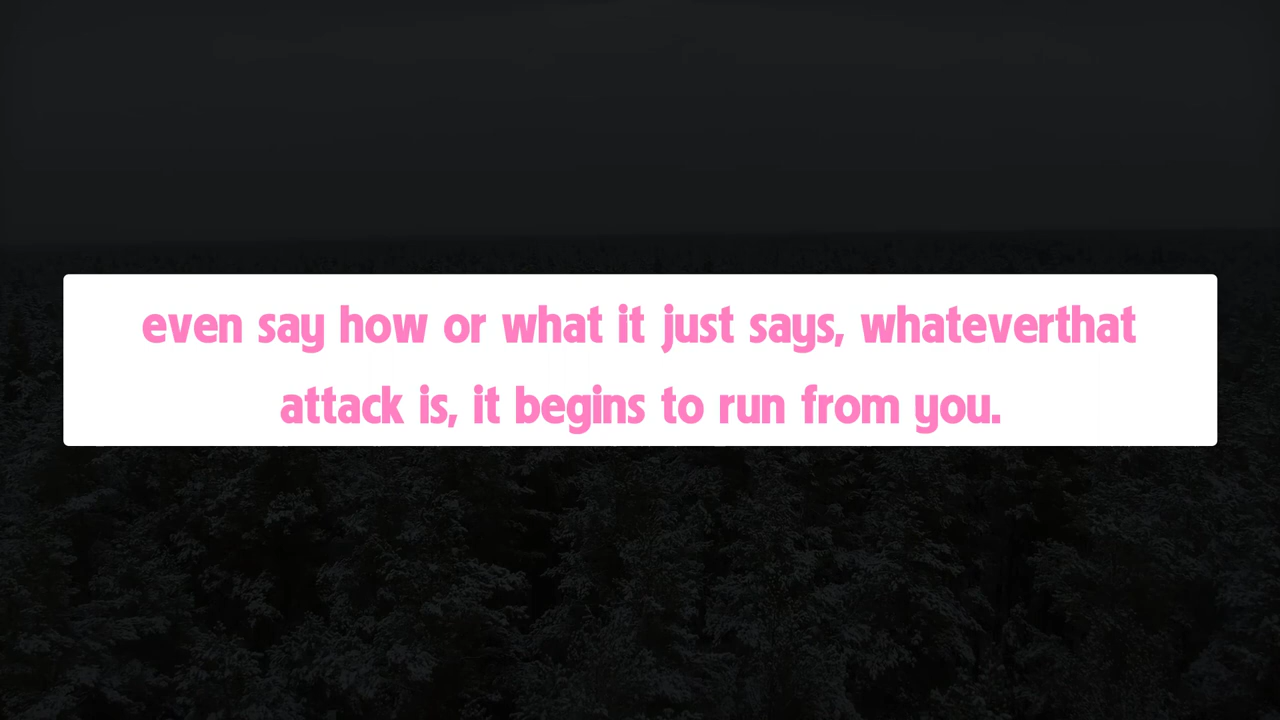 even say how or what it just says, whateverthat
attack is, it begins to run from you.